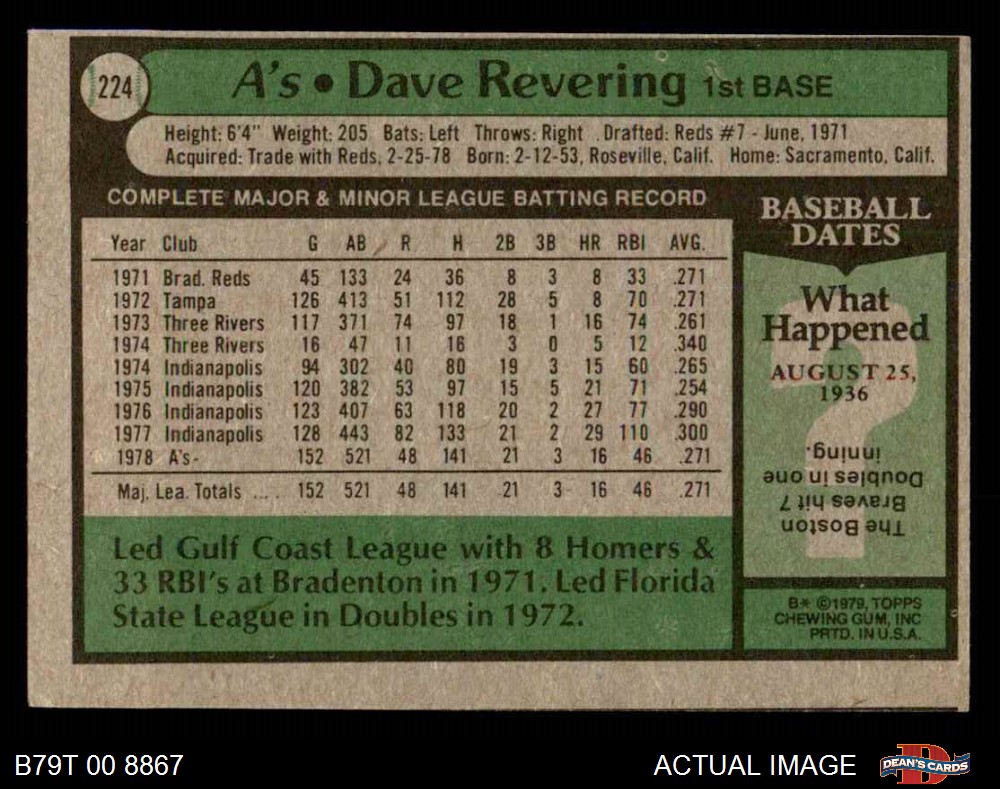 224
A's • Dave Revering 1st BASE
Height: 6'4" Weight: 205 Bats: Left Throws: Right Drafted: Reds #7 - June, 1971
Acquired: Trade with Reds, 2-25-78 Born: 2-12-53, Roseville, Calif. Home: Sacramento, Calif.
COMPLETE MAJOR & MINOR LEAGUE BATTING RECORD
Year Club G AB R H 2B 3B HR RBI AVG.
1971 Brad. Reds 45 133 24 36 8 3 8 33 .271
1972 Tampa 126 413 51 112 28 5 8 70 .271
1973 Three Rivers 117 371 74 97 18 1 16 74 .261
1974 Three Rivers 16 47 11 16 3 0 5 12 .340
1974 Indianapolis 94 302 40 80 19 3 15 60 .265
1975 Indianapolis 120 382 53 97 15 5 21 71 .254
1976 Indianapolis 123 407 63 118 20 2 27 77 .290
1977 Indianapolis 128 443 82 133 21 2 29 110 .300
1978 A's- 152 521 48 141 21 3 16 46 .271
Maj. Lea. Totals .... 152 521 48 141 21 3 16 46 .271
Led Gulf Coast League with 8 Homers &
33 RBI's at Bradenton in 1971. Led Florida
State League in Doubles in 1972.
BASEBALL
DATES
What
Happened
AUGUST 25,
1936
The Boston
Braves hit 7
Doubles in one
inning.
B* ©1979, TOPPS
CHEWING GUM, INC
PRTD. IN U.S.A.
B79T 00 8867
ACTUAL IMAGE
DEAN'S CARDS